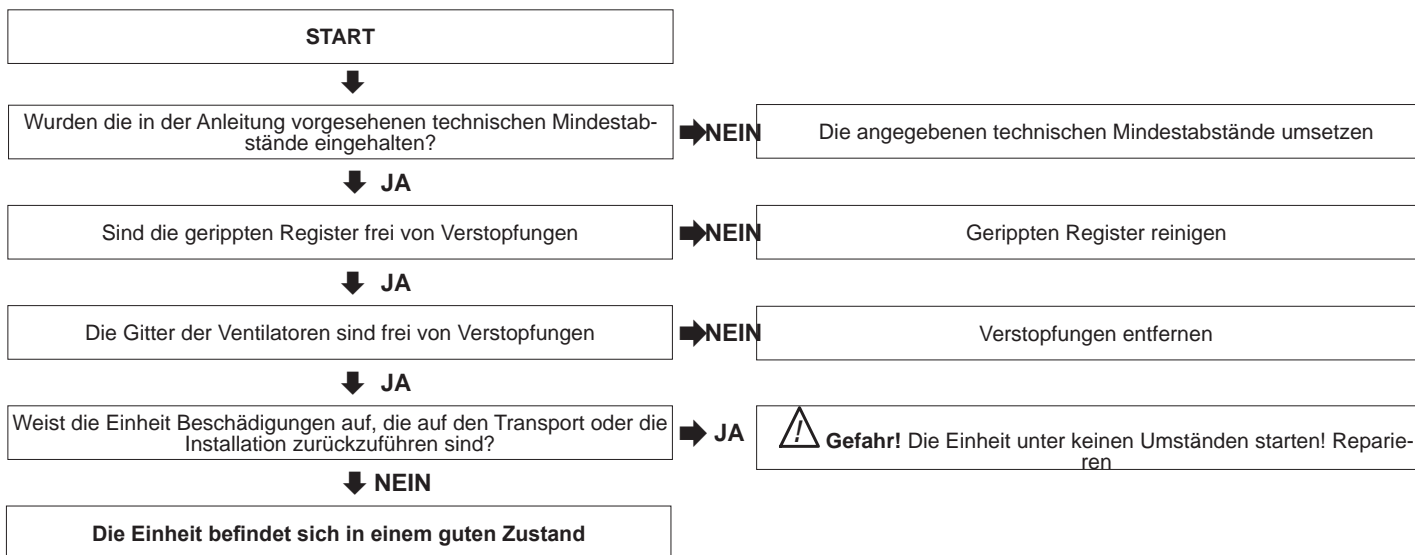 START
Wurden die in der Anleitung vorgesehenen technischen Mindestab-
stände eingehalten?
NEIN
Die angegebenen technischen Mindestabstände umsetzen
JA
Sind die gerippten Register frei von Verstopfungen
NEIN
Gerippten Register reinigen
JA
Die Gitter der Ventilatoren sind frei von Verstopfungen
NEIN
Verstopfungen entfernen
JA
Weist die Einheit Beschädigungen auf, die auf den Transport oder die
Installation zurückzuführen sind?
JA
Gefahr! Die Einheit unter keinen Umständen starten! Reparie-
ren
NEIN
Die Einheit befindet sich in einem guten Zustand